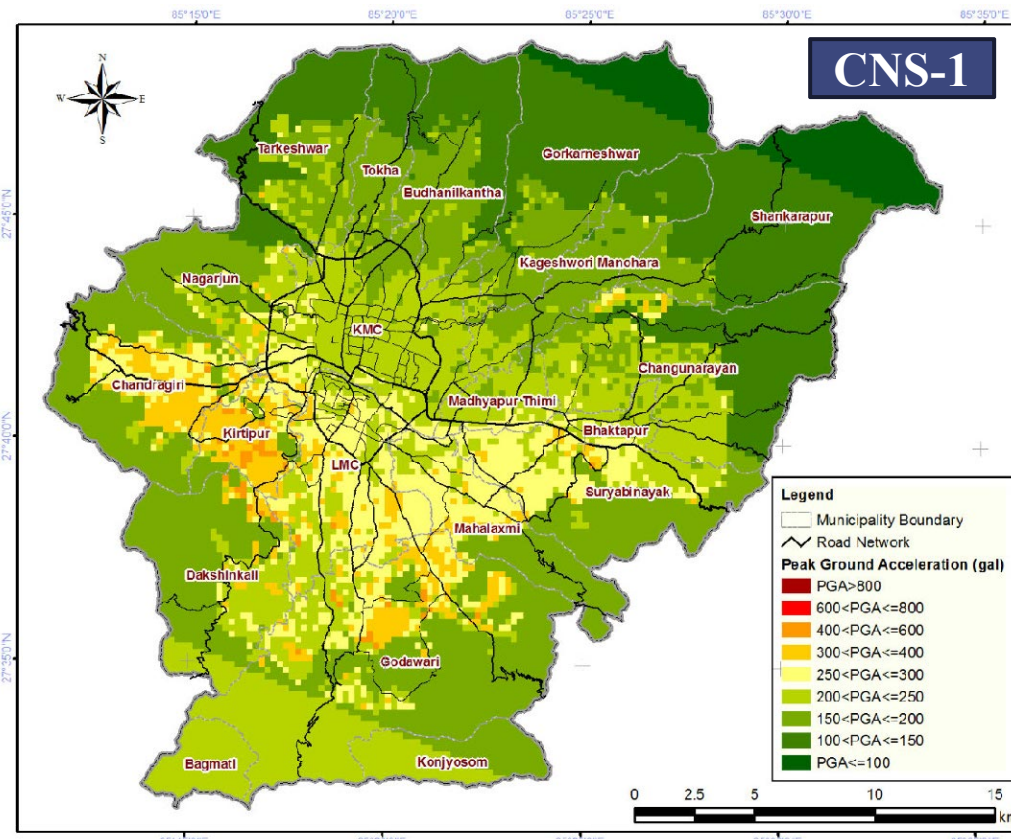 85°15'0"E 85°20'0"E 85°25'0"E 85°30'0"E 85°35'0"E
CNS-1
N
W E
S
27°45'0"N
27°40'0"N
27°35'0"N
Tarkeshwar
Tokha
Gorkarneshwar
Budhanilkantha
Shankarapur
Kageshwori Manohara
Nagarjun
KMC
Changunarayan
Chandragiri
Madhyapur Thimi
Kirtipur
Bhaktapur
LMC
Suryabinayak
Mahalaxmi
Dakshinkali
Godawari
Bagmati
Konjyosom
Legend
Municipality Boundary
Road Network
Peak Ground Acceleration (gal)
PGA>800
600<PGA<=800
400<PGA<=600
300<PGA<=400
250<PGA<=300
200<PGA<=250
150<PGA<=200
100<PGA<=150
PGA<=100
0 2.5 5 10 15
km